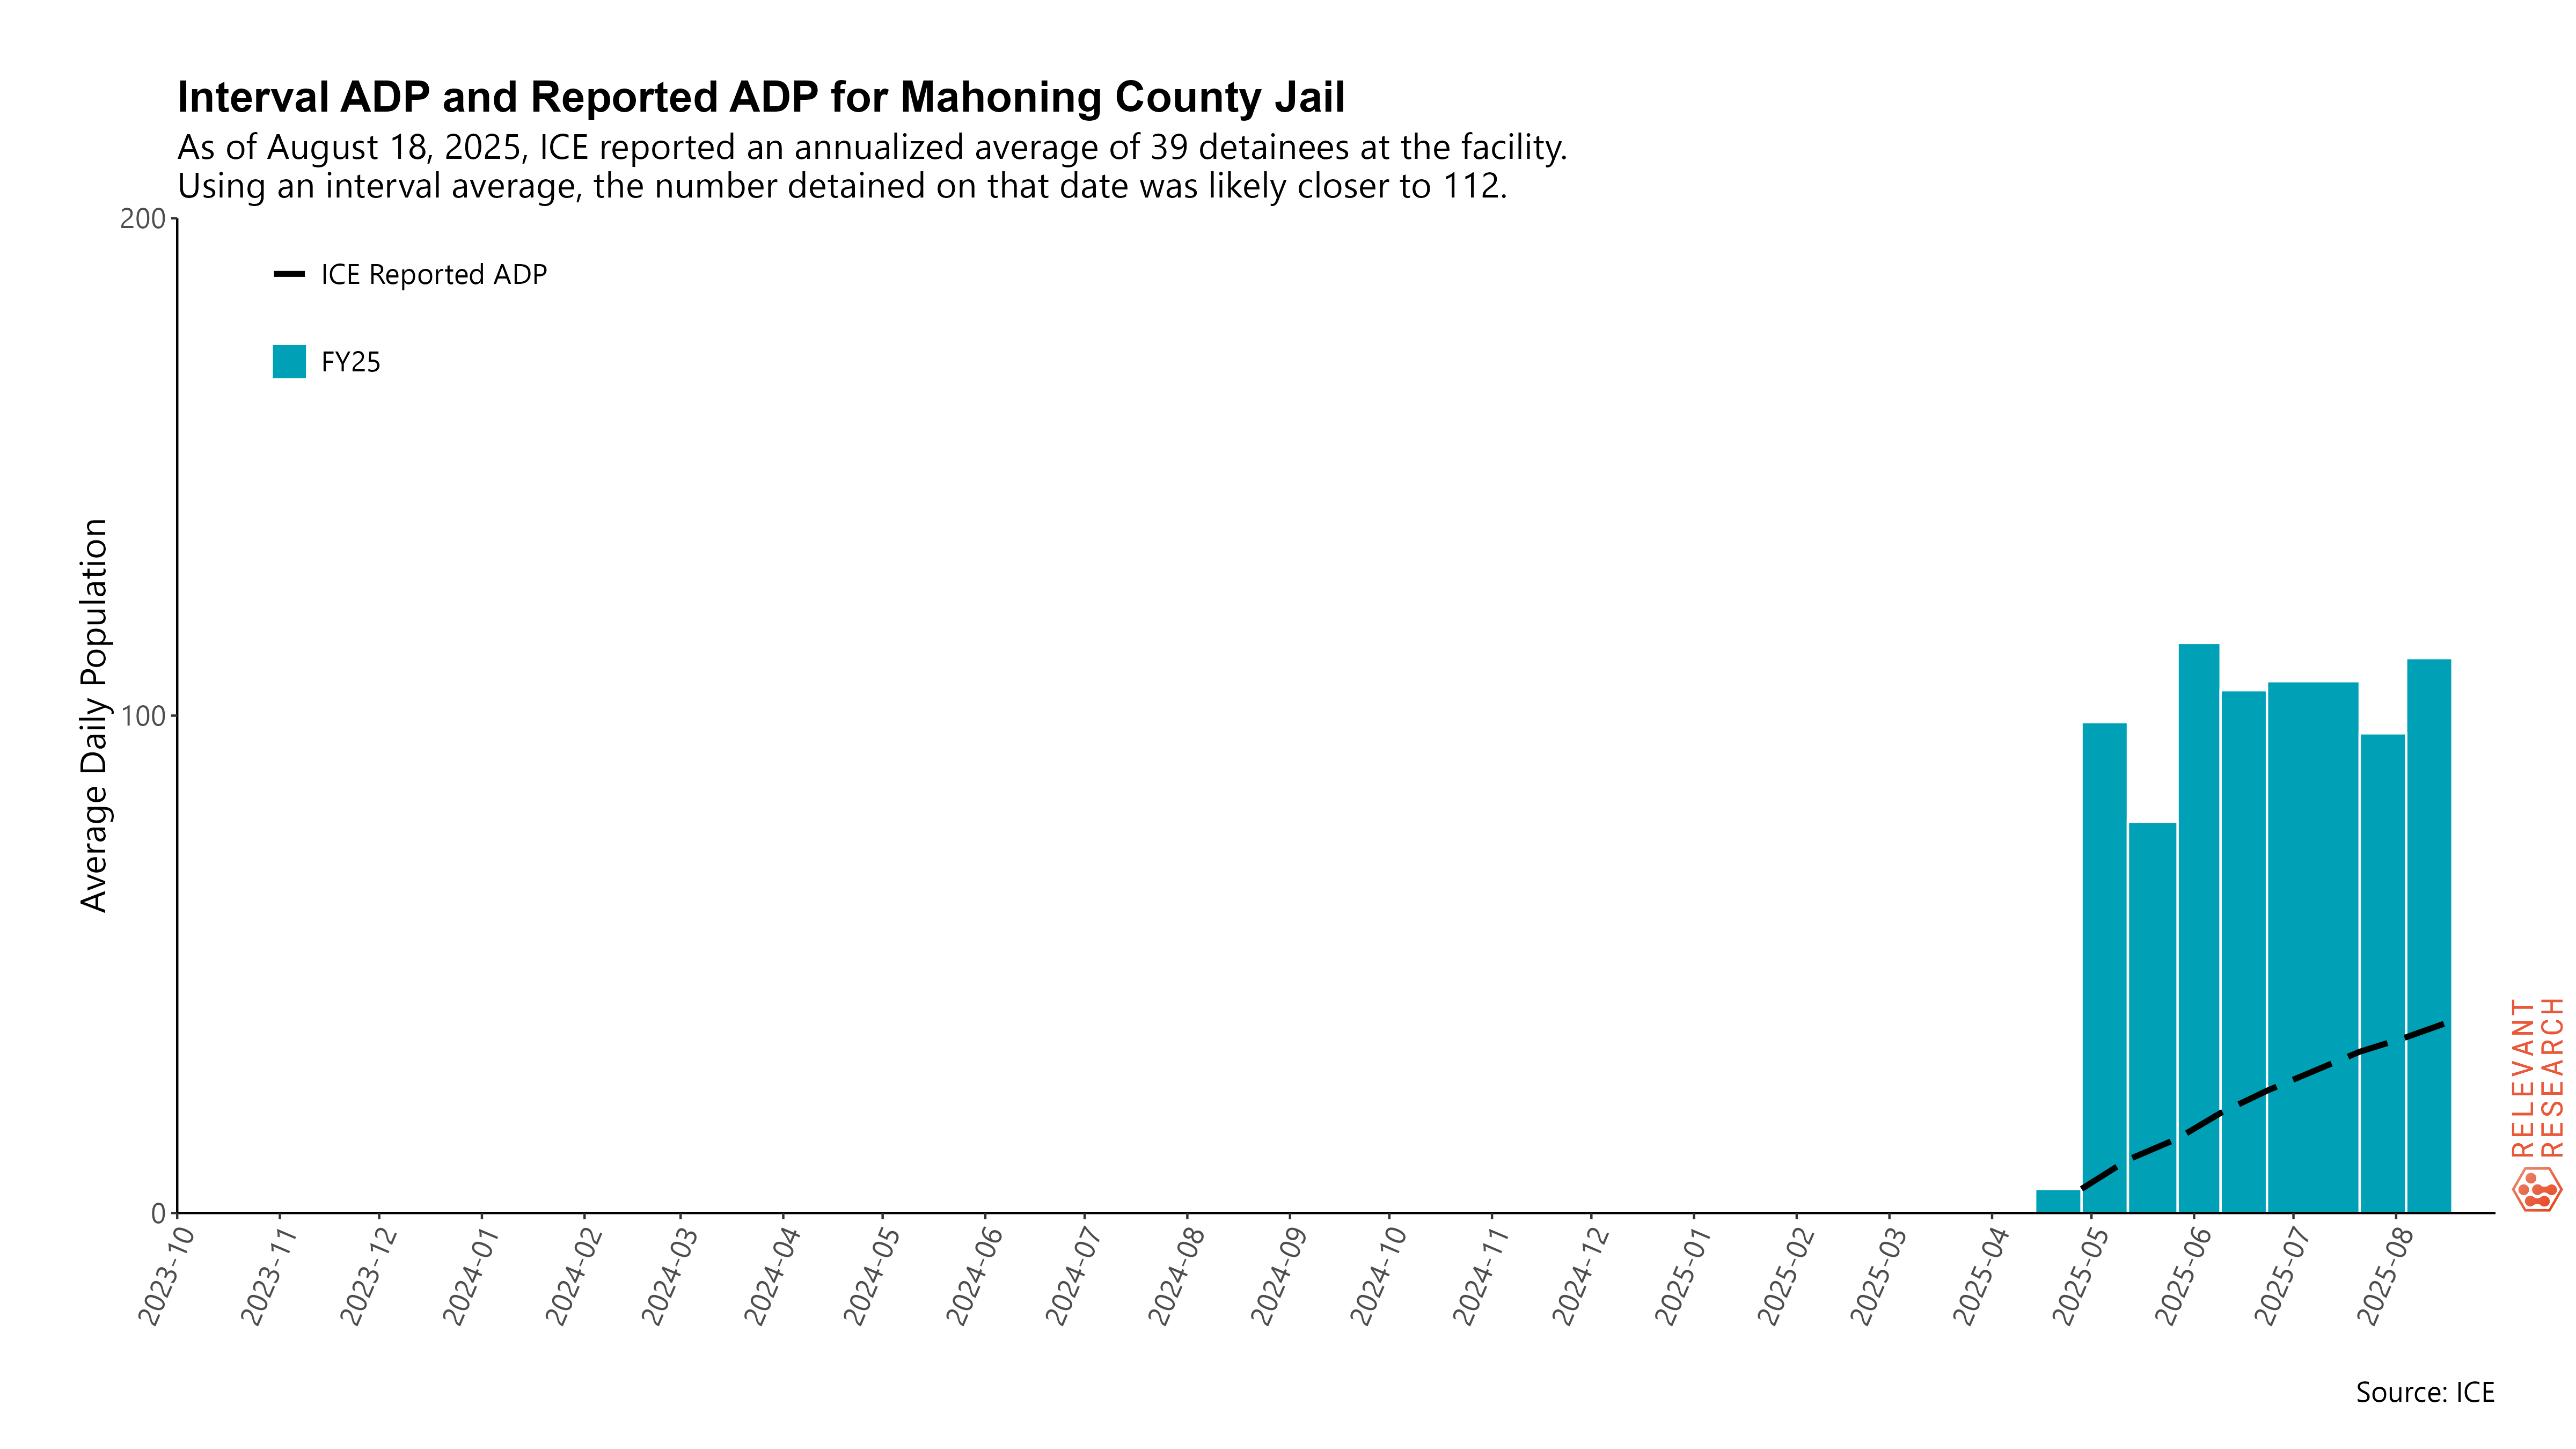 Interval ADP and Reported ADP for Mahoning County Jail
As of August 18, 2025, ICE reported an annualized average of 39 detainees at the facility.
Using an interval average, the number detained on that date was likely closer to 112.
200
ICE Reported ADP
FY25
Average Daily Population
100
0
2023-10
2023-11
2023-12
2024-01
2024-02
2024-03
2024-04
2024-05
2024-06
2024-07
2024-08
2024-09
2024-10
2024-11
2024-12
2025-01
2025-02
2025-03
2025-04
2025-05
2025-06
2025-07
2025-08
RELEVANT
RESEARCH
Source: ICE